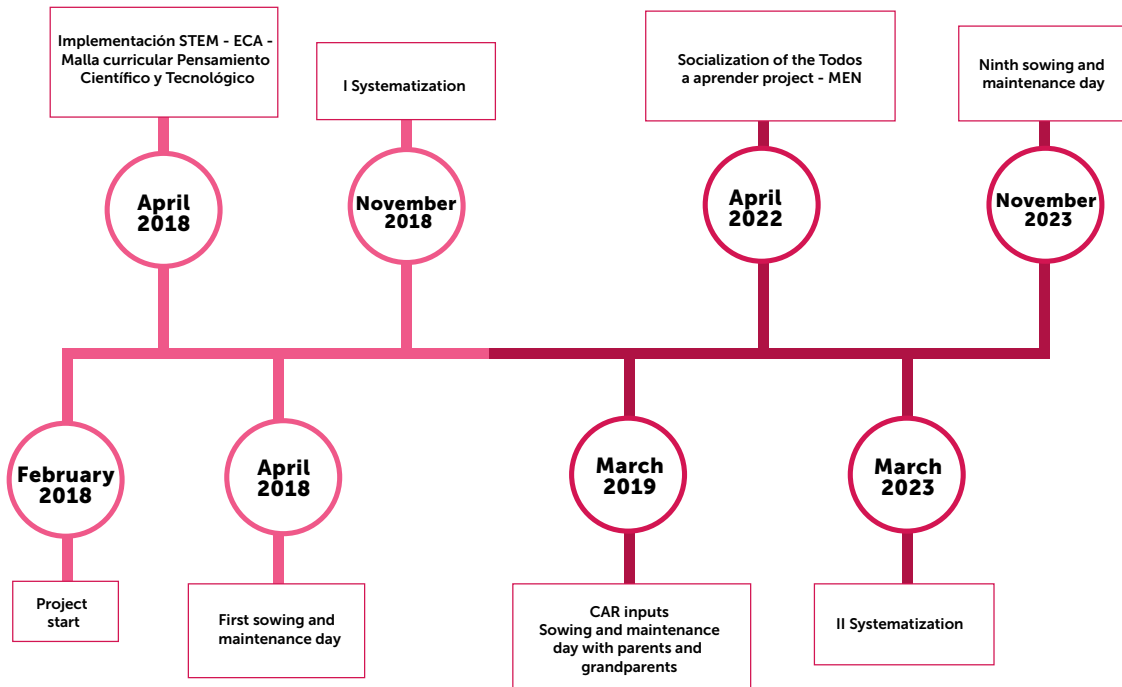 Implementación STEM - ECA -
Malla curricular Pensamiento
Científico y Tecnológico
I Systematization
Socialization of the Todos
a aprender project - MEN
Ninth sowing and
maintenance day
April
2018
November
2018
April
2022
November
2023
February
2018
April
2018
March
2019
March
2023
Project
start
First sowing and
maintenance day
CAR inputs
Sowing and maintenance
day with parents and
grandparents
II Systematization